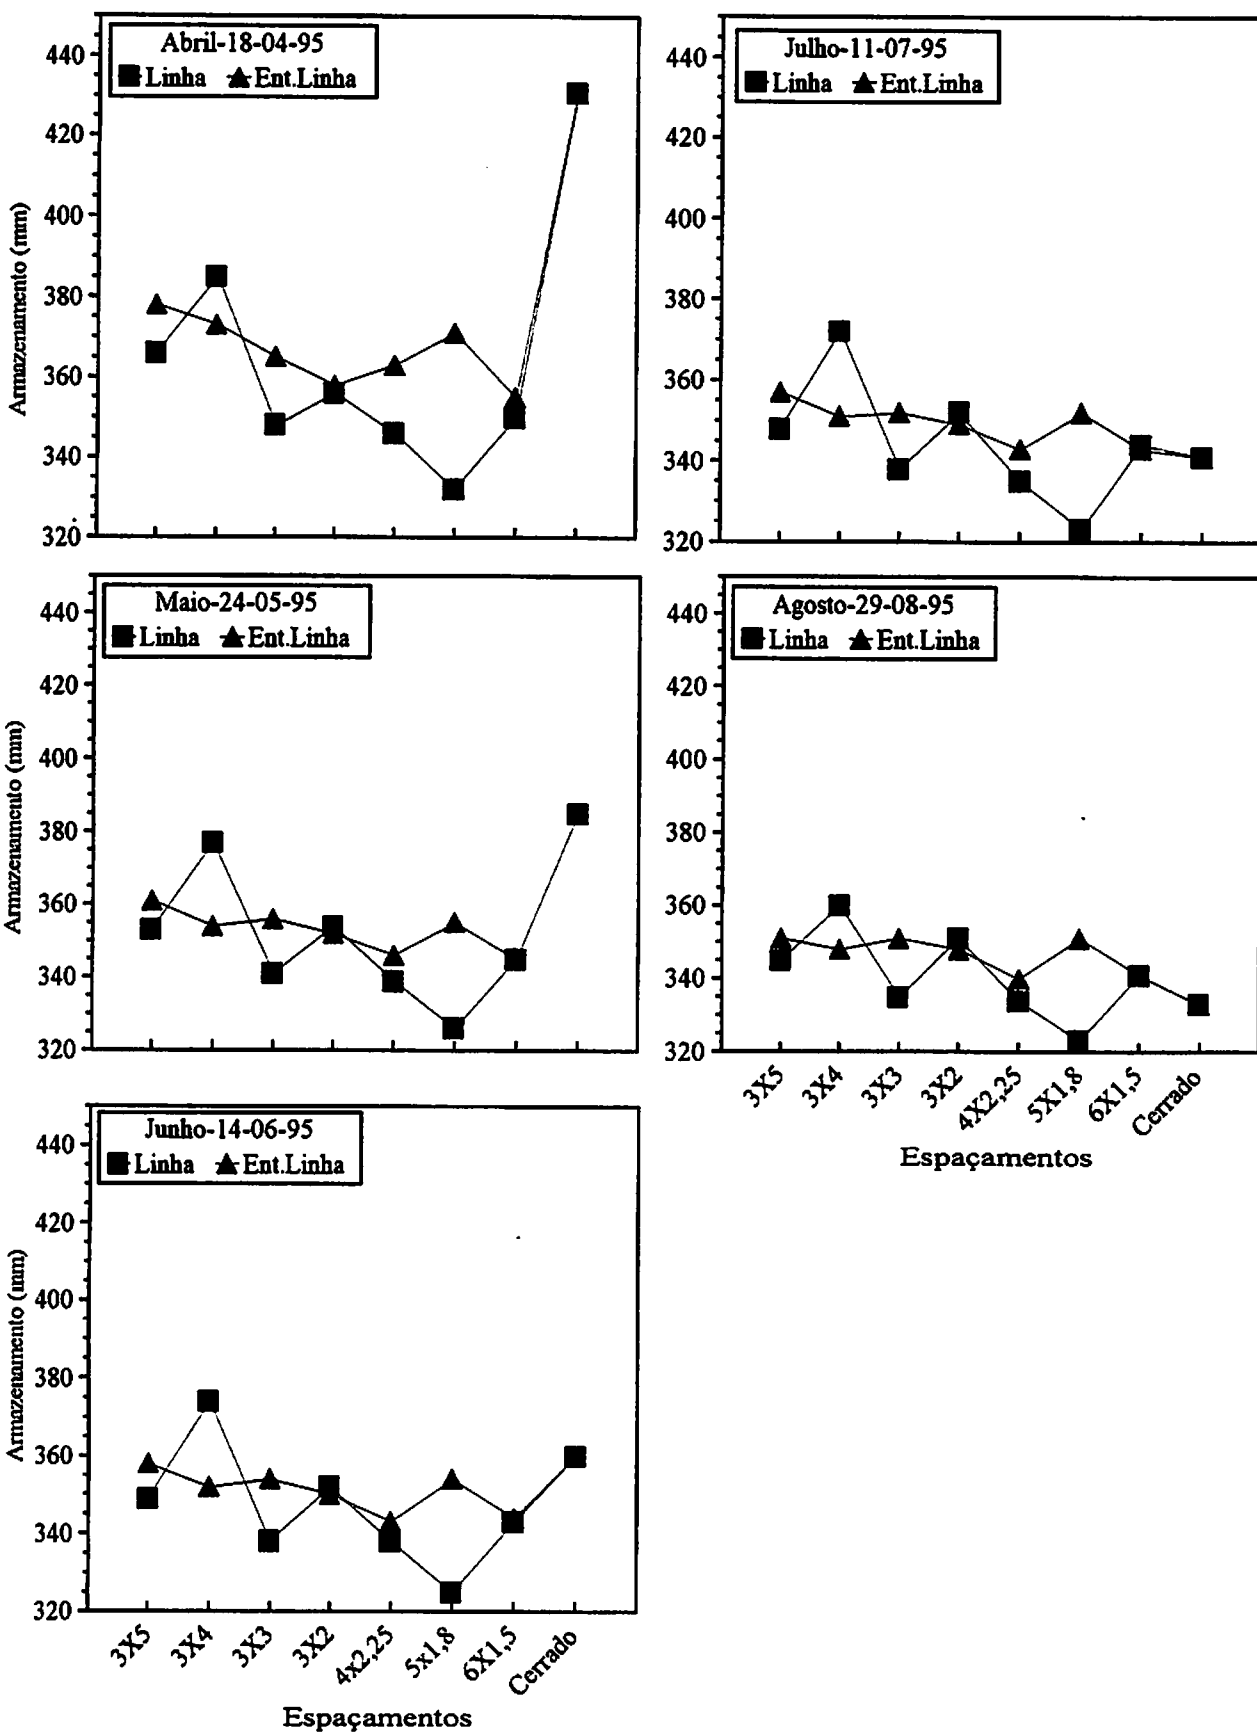 Abril-18-04-95
Linha Ent.Linha
440
420
400
380
360
340
320
Armazenamento (mm)
Julho-11-07-95
Linha Ent.Linha
440
420
400
380
360
340
320
Maio-24-05-95
Linha Ent.Linha
440
420
400
380
360
340
320
Armazenamento (mm)
Agosto-29-08-95
Linha Ent.Linha
440
420
400
380
360
340
320
3X5
3X4
3X3
3X2
4X2,25
5X1,8
6X1,5
Cerrado
Espaçamentos
Junho-14-06-95
Linha Ent.Linha
440
420
400
380
360
340
320
Armazenamento (mm)
3X5
3X4
3X3
3X2
4x2,25
5x1,8
6X1,5
Cerrado
Espaçamentos